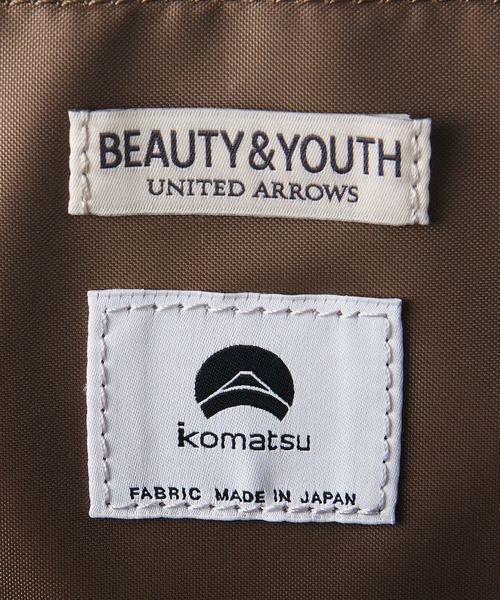 BEAUTY&YOUTH
UNITED ARROWS
komatsu
FABRIC MADE IN JAPAN